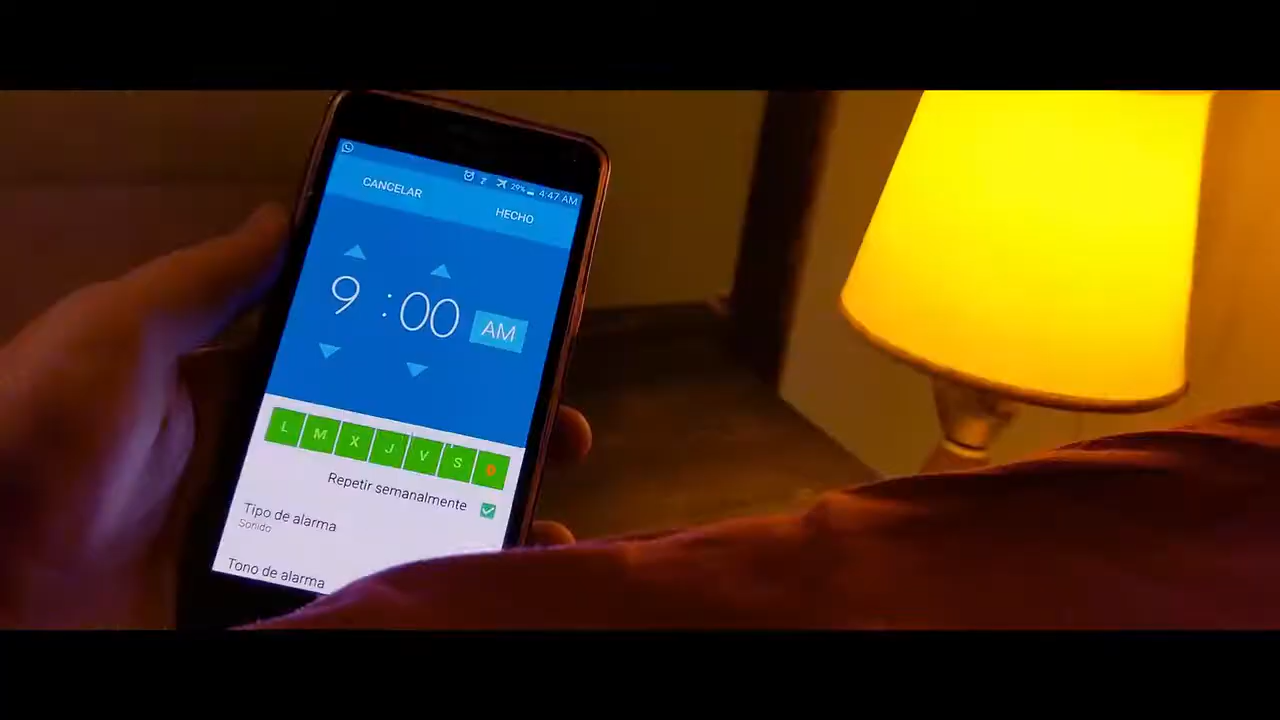 29% 4:47 AM
CANCELAR HECHO
9 : 00 AM
L M X J V S D
Repetir semanalmente
Tipo de alarma
Sonido
Tono de alarma